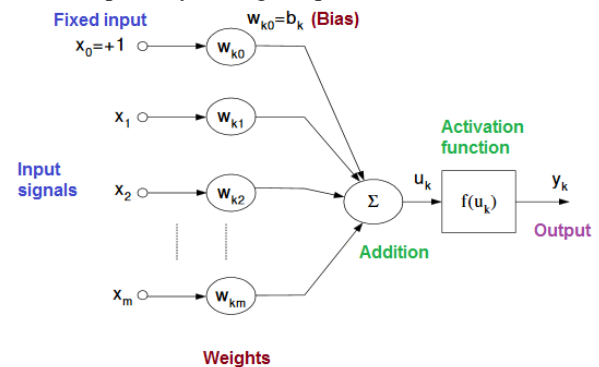 Fixed input
wk0=bk (Bias)
x0=+1
wk0
x1
wk1
Activation
function
Input
signals
x2
wk2
Σ
uk
f(uk)
yk
Output
Addition
xm
wkm
Weights